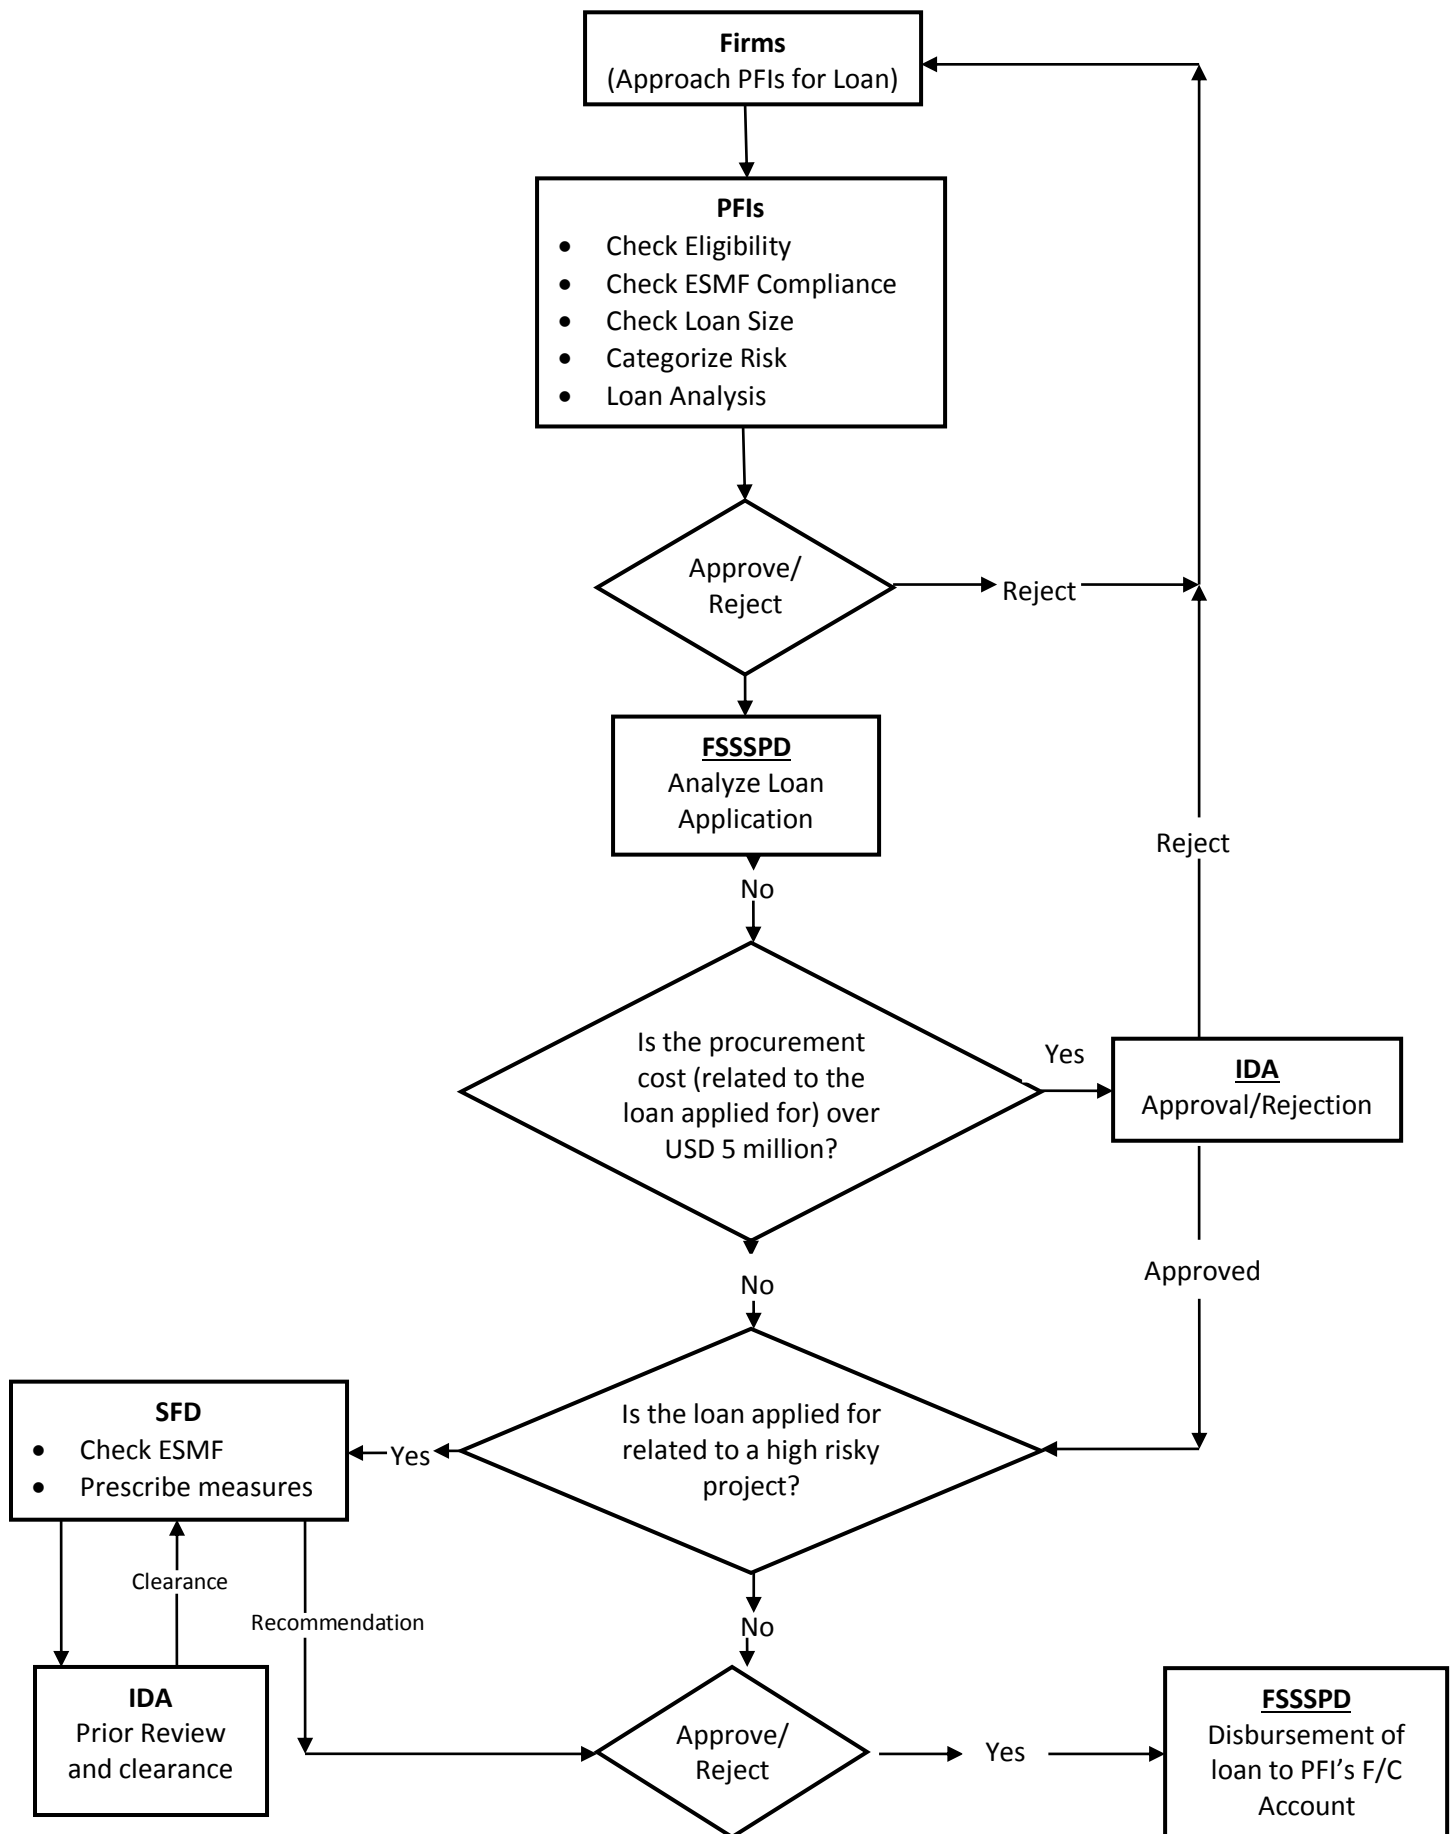 Firms
(Approach PFIs for Loan)
PFIs
• Check Eligibility
• Check ESMF Compliance
• Check Loan Size
• Categorize Risk
• Loan Analysis
Approve/
Reject
Reject
FSSSPD
Analyze Loan
Application
No
Reject
Is the procurement
cost (related to the
loan applied for) over
USD 5 million?
Yes
IDA
Approval/Rejection
Approved
No
Is the loan applied for
related to a high risky
project?
Yes
SFD
• Check ESMF
• Prescribe measures
Clearance
Recommendation
No
IDA
Prior Review
and clearance
Approve/
Reject
Yes
FSSSPD
Disbursement of
loan to PFI’s F/C
Account